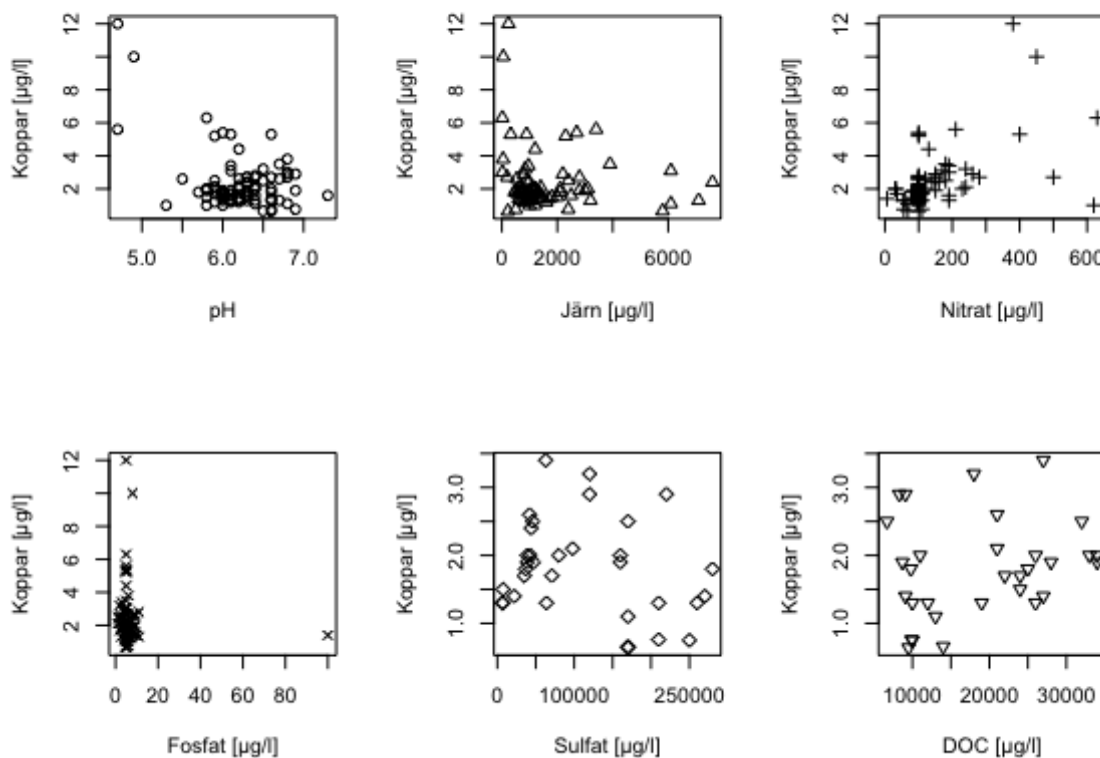 Koppar [µg/l]
12
8
6
4
2
5.0 6.0 7.0
pH
Koppar [µg/l]
12
8
6
4
2
0 2000 6000
Järn [µg/l]
Koppar [µg/l]
12
8
6
4
2
0 200 400 600
Nitrat [µg/l]
Koppar [µg/l]
12
8
6
4
2
0 20 40 60 80
Fosfat [µg/l]
Koppar [µg/l]
3.0
2.0
1.0
0 100000 250000
Sulfat [µg/l]
Koppar [µg/l]
3.0
2.0
1.0
10000 20000 30000
DOC [µg/l]